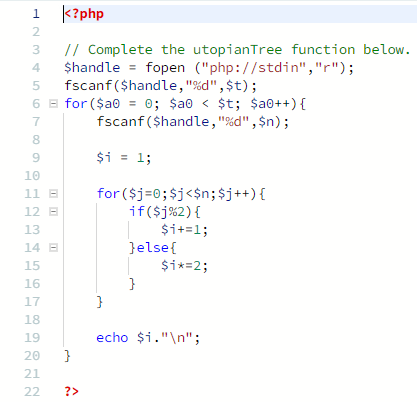 1 <?php
2
3 // Complete the utopianTree function below.
4 $handle = fopen ("php://stdin","r");
5 fscanf($handle,"%d",$t);
6 for($a0 = 0; $a0 < $t; $a0++){
7 fscanf($handle,"%d",$n);
8
9 $i = 1;
10
11 for($j=0;$j<$n;$j++){
12 if($j%2){
13 $i+=1;
14 }else{
15 $i*=2;
16 }
17 }
18
19 echo $i."\n";
20 }
21
22 ?>